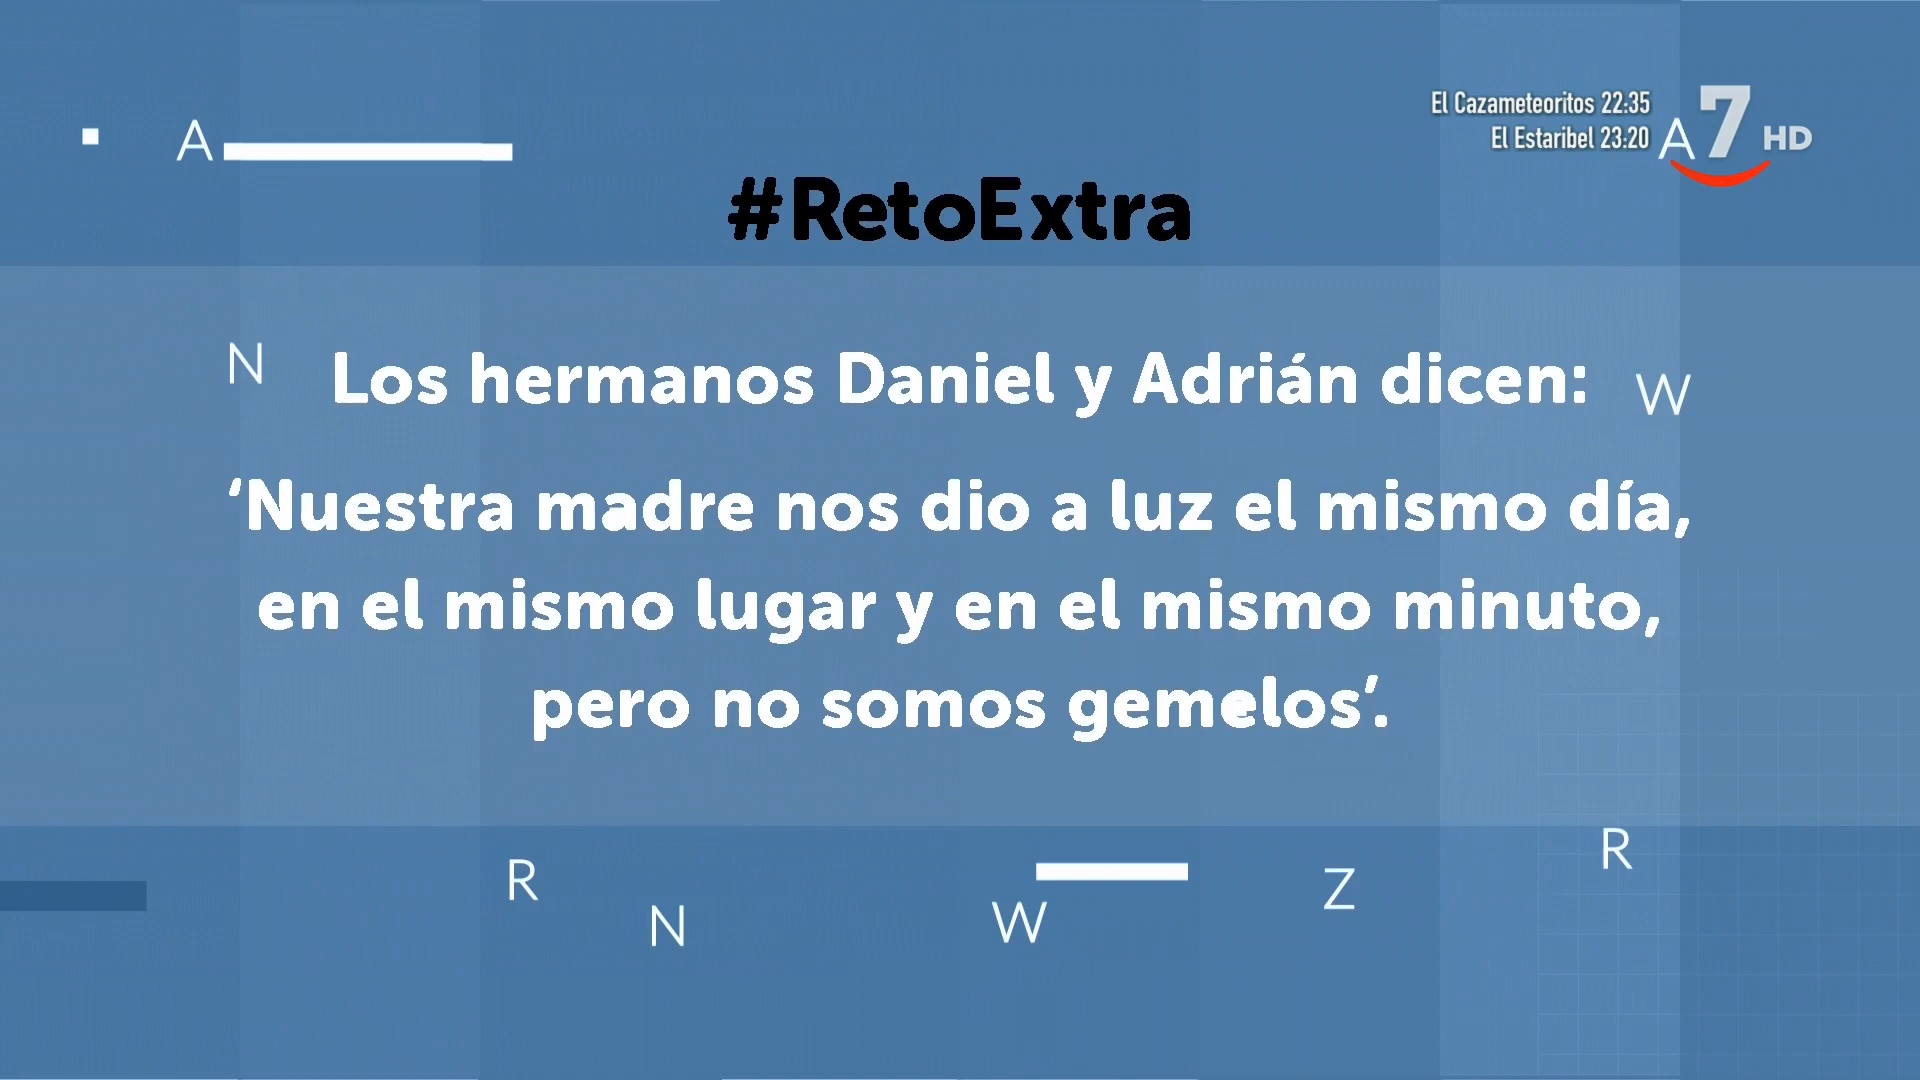 El Cazameteoritos 22:35
El Estaribel 23:20
A
A 7 HD
#RetoExtra
N
Los hermanos Daniel y Adrián dicen:
W
‘Nuestra madre nos dio a luz el mismo día,
en el mismo lugar y en el mismo minuto,
pero no somos gemelos’.
R
N
W
Z
R